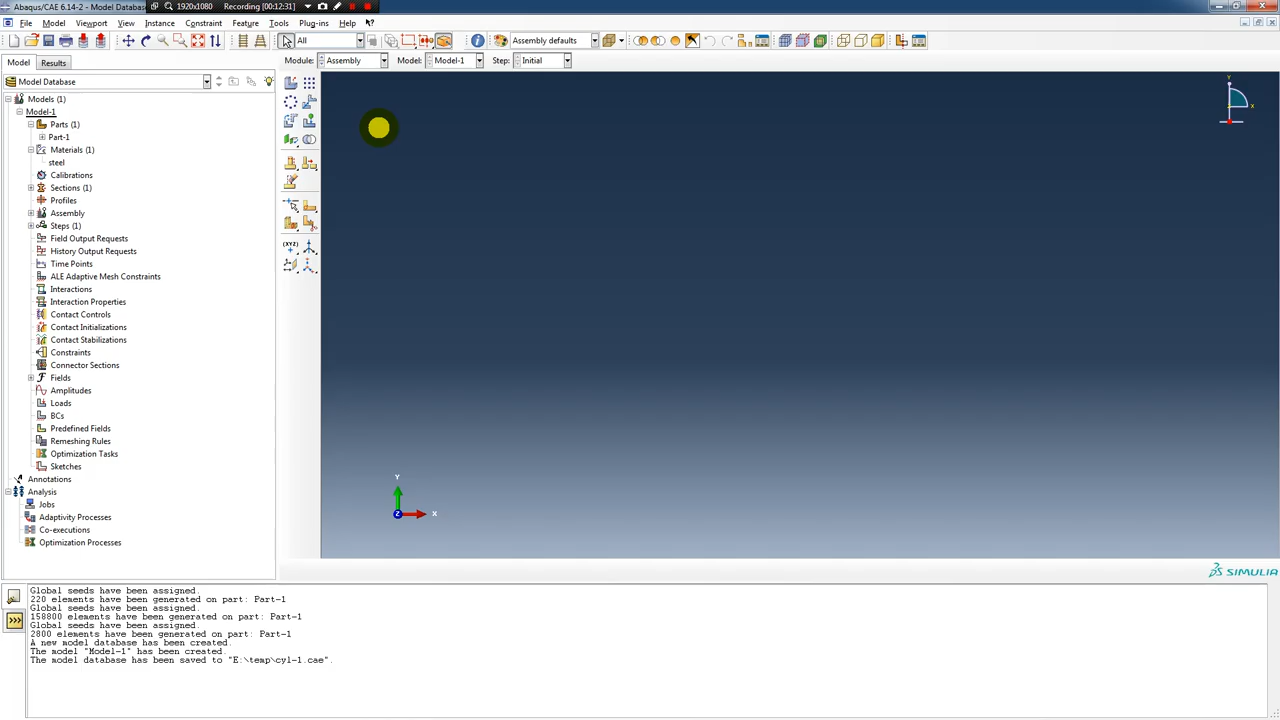 Abaqus/CAE 6.14-2 - Model Databas
1920x1080
Recording [00:12:31]
File Model Viewport View Instance Constraint Feature Tools Plug-ins Help
All
Assembly defaults
Model Results
Module: Assembly Model: Model-1 Step: Initial
Model Database
Models (1)
Model-1
Parts (1)
Part-1
Materials (1)
steel
Calibrations
Sections (1)
Profiles
Assembly
Steps (1)
Field Output Requests
History Output Requests
Time Points
ALE Adaptive Mesh Constraints
Interactions
Interaction Properties
Contact Controls
Contact Initializations
Contact Stabilizations
Constraints
Connector Sections
Fields
Amplitudes
Loads
BCs
Predefined Fields
Remeshing Rules
Optimization Tasks
Sketches
Annotations
Analysis
Jobs
Adaptivity Processes
Co-executions
Optimization Processes
(XYZ)
Y
X
Y
Z
X
SIMULIA
Global seeds have been assigned.
220 elements have been generated on part: Part-1
Global seeds have been assigned.
158800 elements have been generated on part: Part-1
Global seeds have been assigned.
2800 elements have been generated on part: Part-1
A new model database has been created.
The model "Model-1" has been created.
The model database has been saved to "E:\temp\cyl-1.cae".
>>>